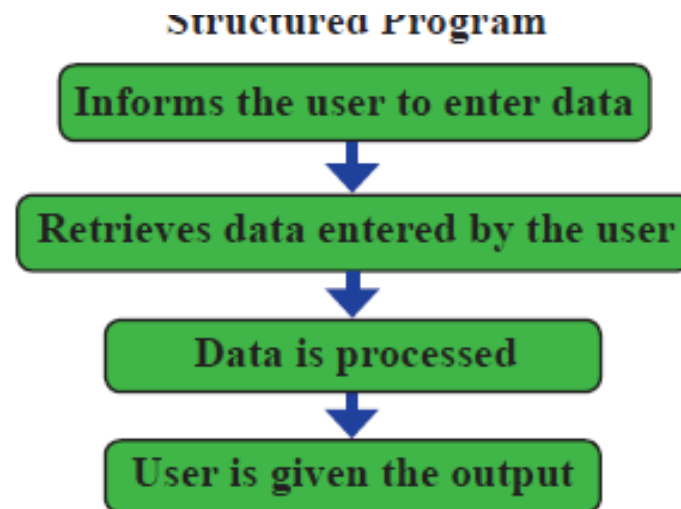 Structured Program
Informs the user to enter data
Retrieves data entered by the user
Data is processed
User is given the output